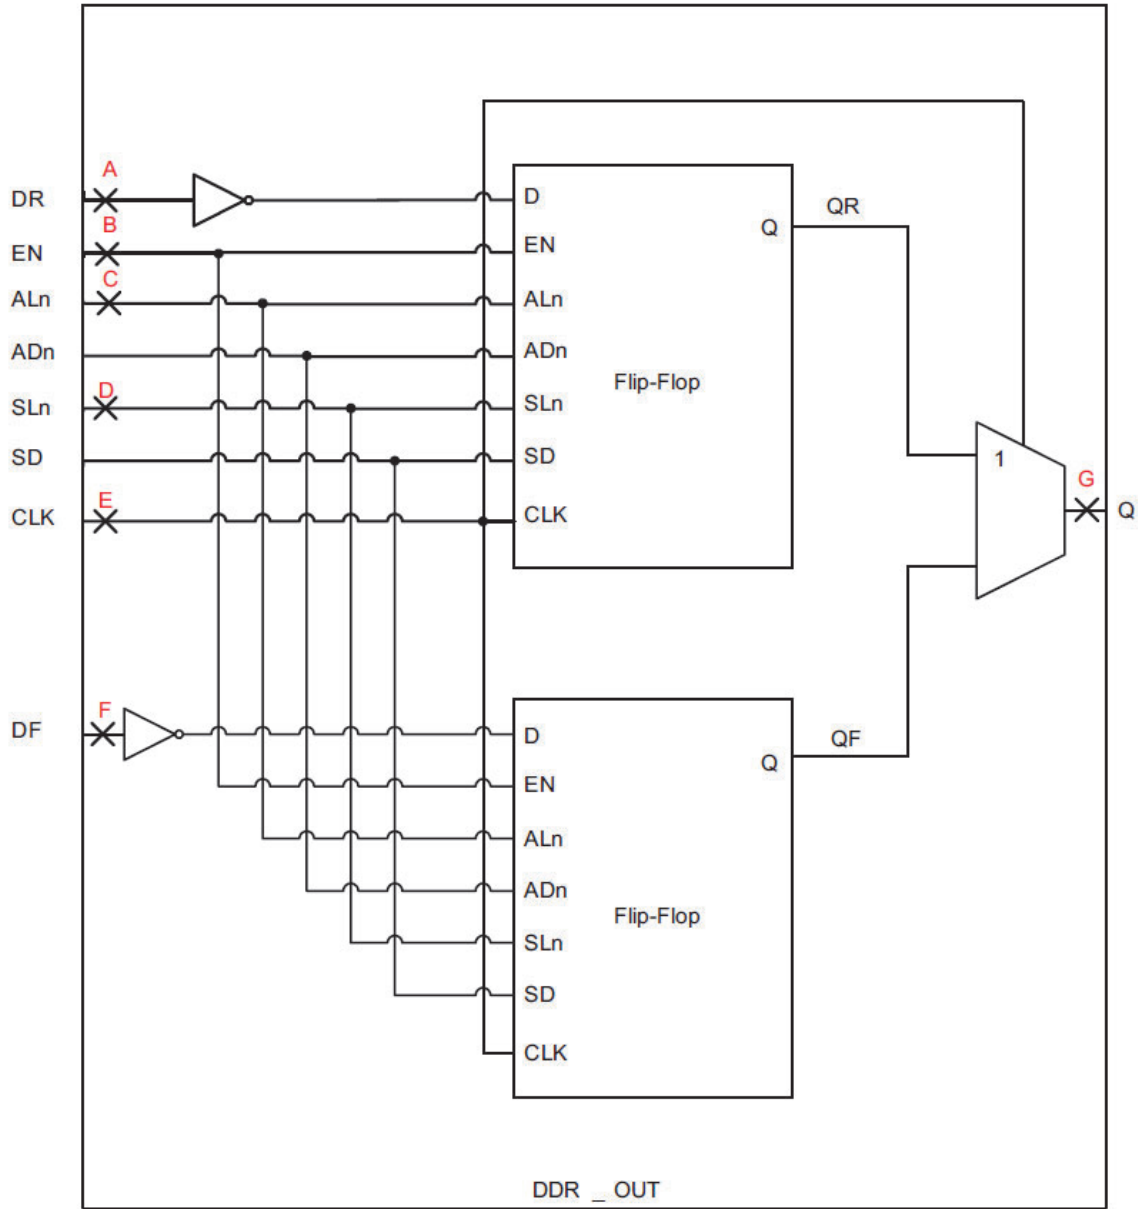 A
DR
D
QR
Q
B
EN
EN
C
ALn
ALn
ADn
ADn
Flip-Flop
D
SLn
SLn
SD
SD
1
E
CLK
CLK
G
Q
F
DF
D
QF
Q
EN
ALn
ADn
Flip-Flop
SLn
SD
CLK
DDR _ OUT